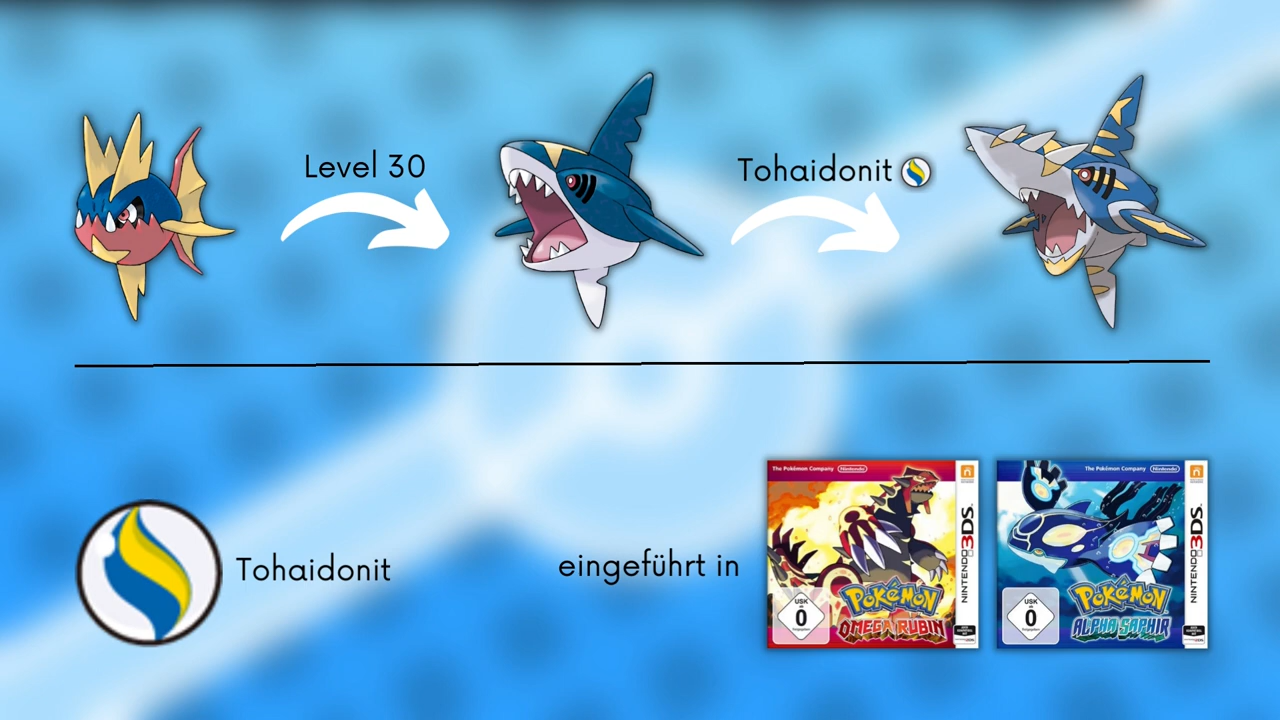 Level 30
Tohaidonit
Tohaidonit
eingeführt in
The Pokémon Company Nintendo
NINTENDO 3DS
USK
ab
0
freigegeben
POKÉMON
OMEGA RUBIN
The Pokémon Company Nintendo
NINTENDO 3DS
USK
ab
0
freigegeben
POKÉMON
ALPHA SAPHIR